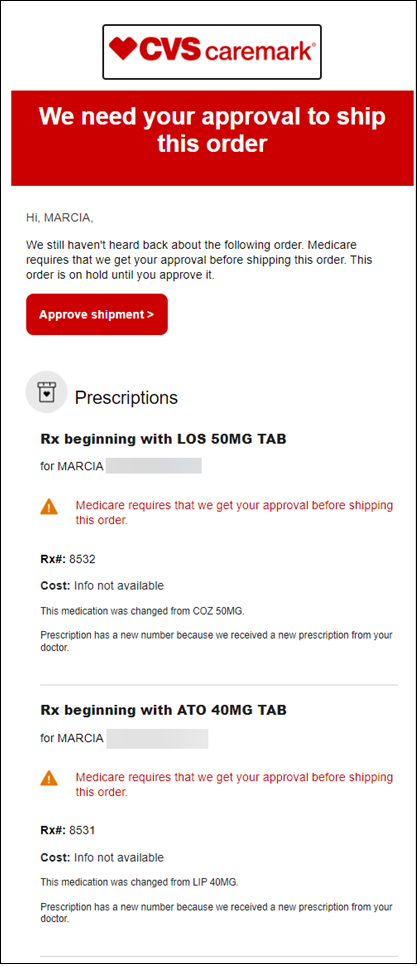 CVS caremark®
We need your approval to ship
this order
Hi, MARCIA,
We still haven't heard back about the following order. Medicare
requires that we get your approval before shipping this order. This
order is on hold until you approve it.
Approve shipment >
Prescriptions
Rx beginning with LOS 50MG TAB
for MARCIA
Medicare requires that we get your approval before shipping
this order.
Rx#: 8532
Cost: Info not available
This medication was changed from COZ 50MG.
Prescription has a new number because we received a new prescription from your
doctor.
Rx beginning with ATO 40MG TAB
for MARCIA
Medicare requires that we get your approval before shipping
this order.
Rx#: 8531
Cost: Info not available
This medication was changed from LIP 40MG.
Prescription has a new number because we received a new prescription from your
doctor.